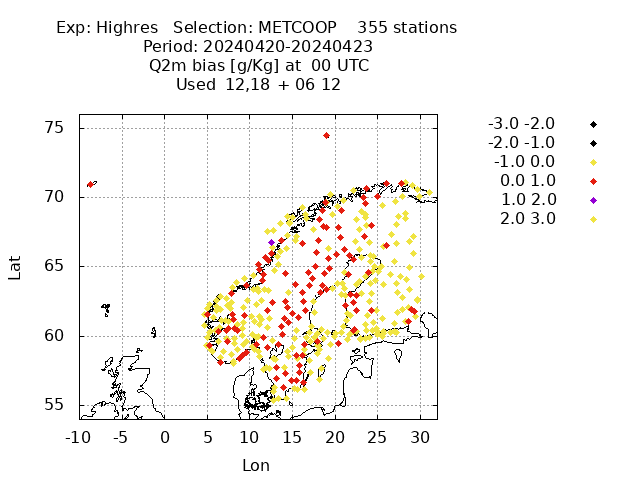 Exp: Highres   Selection: METCOOP    355 stations
Period: 20240420-20240423
Q2m bias [g/Kg] at  00 UTC
Used  12,18 + 06 12
-3.0 -2.0
-2.0 -1.0
-1.0 0.0
0.0 1.0
1.0 2.0
2.0 3.0
75
70
65
60
55
Lat
-10 -5 0 5 10 15 20 25 30
Lon